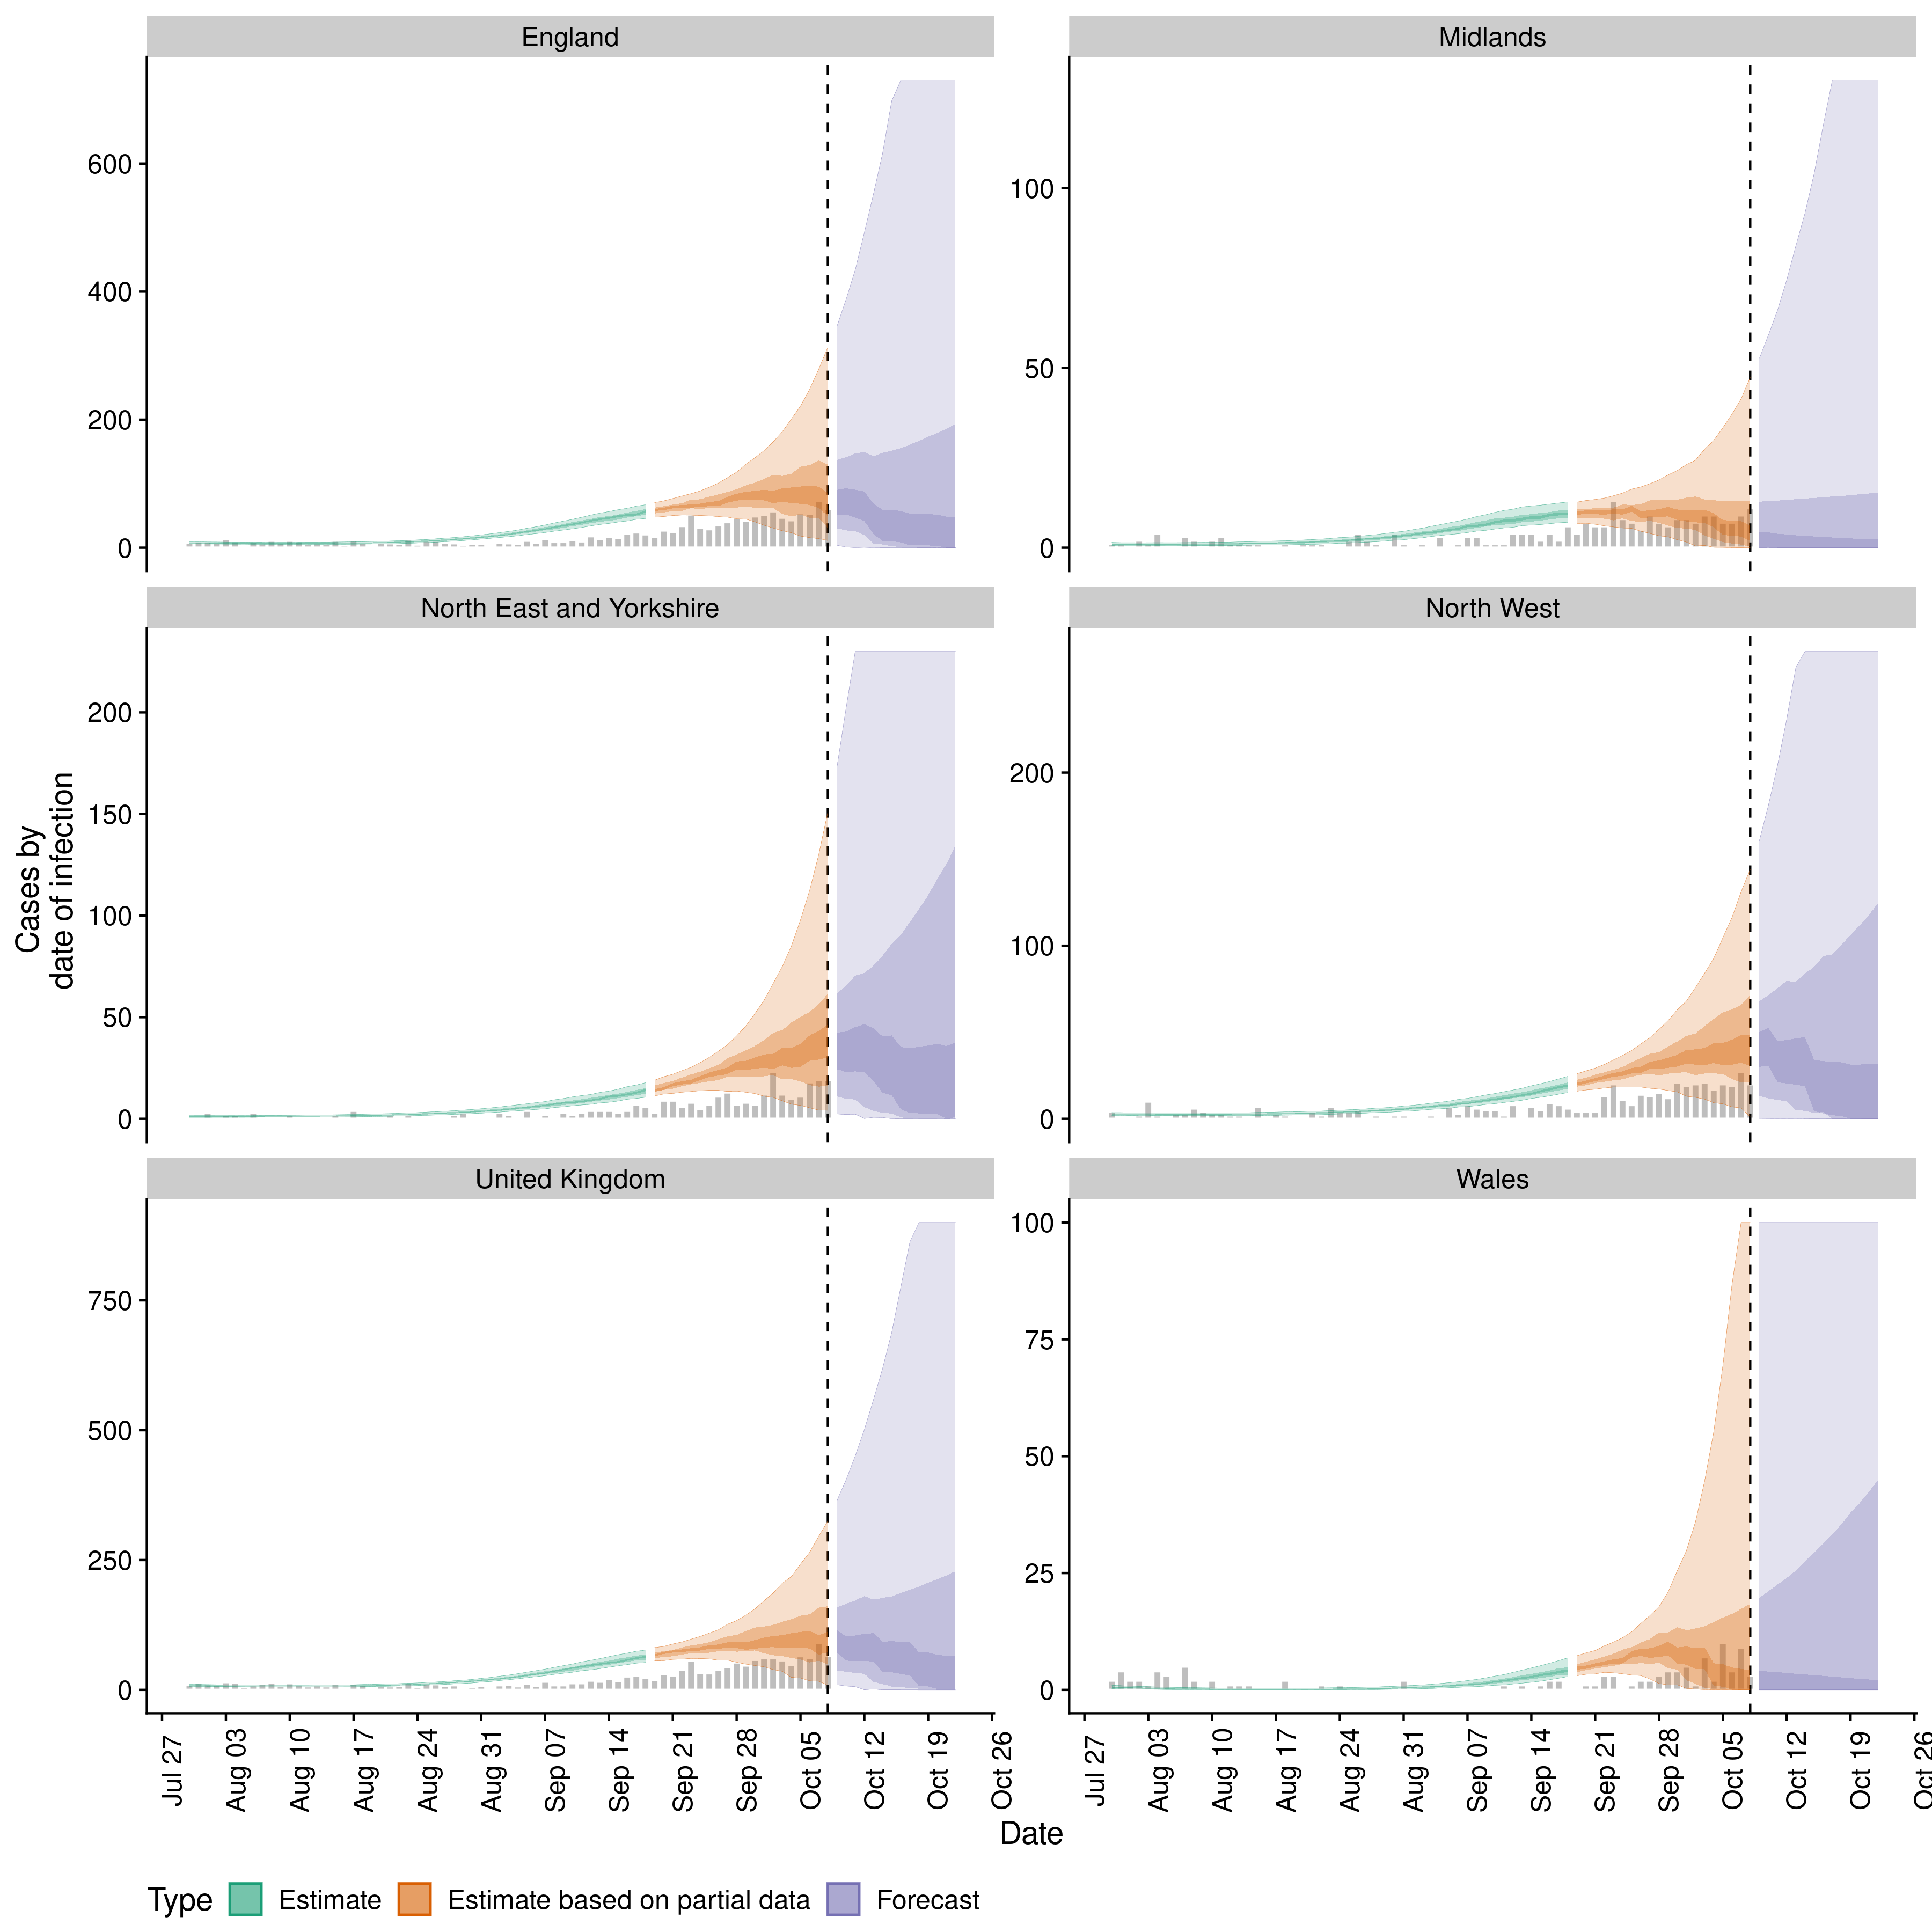 England
Midlands
600
400
200
0
100
50
0
North East and Yorkshire
North West
200
150
100
50
0
200
100
0
Cases by
date of infection
United Kingdom
Wales
750
500
250
0
100
75
50
25
0
Jul 27
Aug 03
Aug 10
Aug 17
Aug 24
Aug 31
Sep 07
Sep 14
Sep 21
Sep 28
Oct 05
Oct 12
Oct 19
Oct 26
Jul 27
Aug 03
Aug 10
Aug 17
Aug 24
Aug 31
Sep 07
Sep 14
Sep 21
Sep 28
Oct 05
Oct 12
Oct 19
Oct 26
Date
Type Estimate Estimate based on partial data Forecast